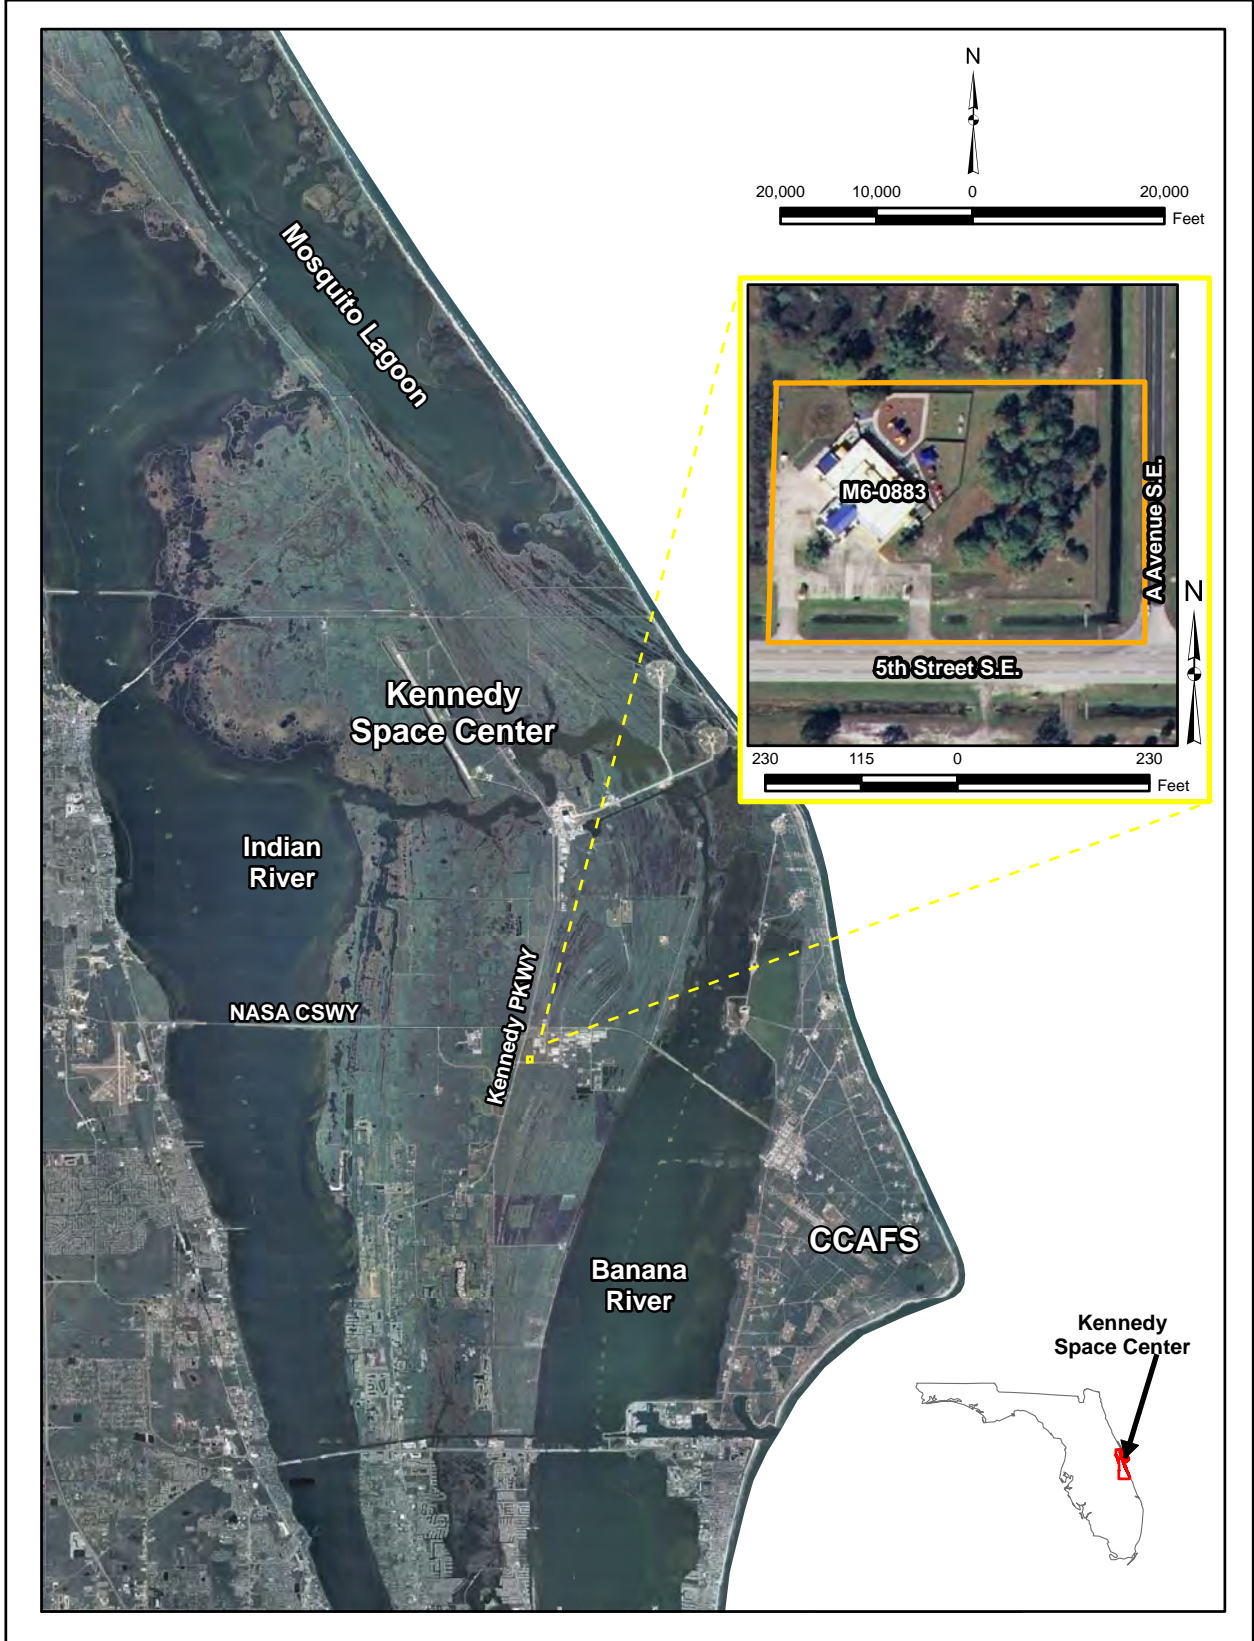 N
20,000 10,000 0 20,000
Feet
Mosquito Lagoon
M6-0883
A Avenue S.E.
N
5th Street S.E.
230 115 0 230
Feet
Kennedy
Space Center
Indian
River
Kennedy PKWY
NASA CSWY
CCAFS
Banana
River
Kennedy
Space Center